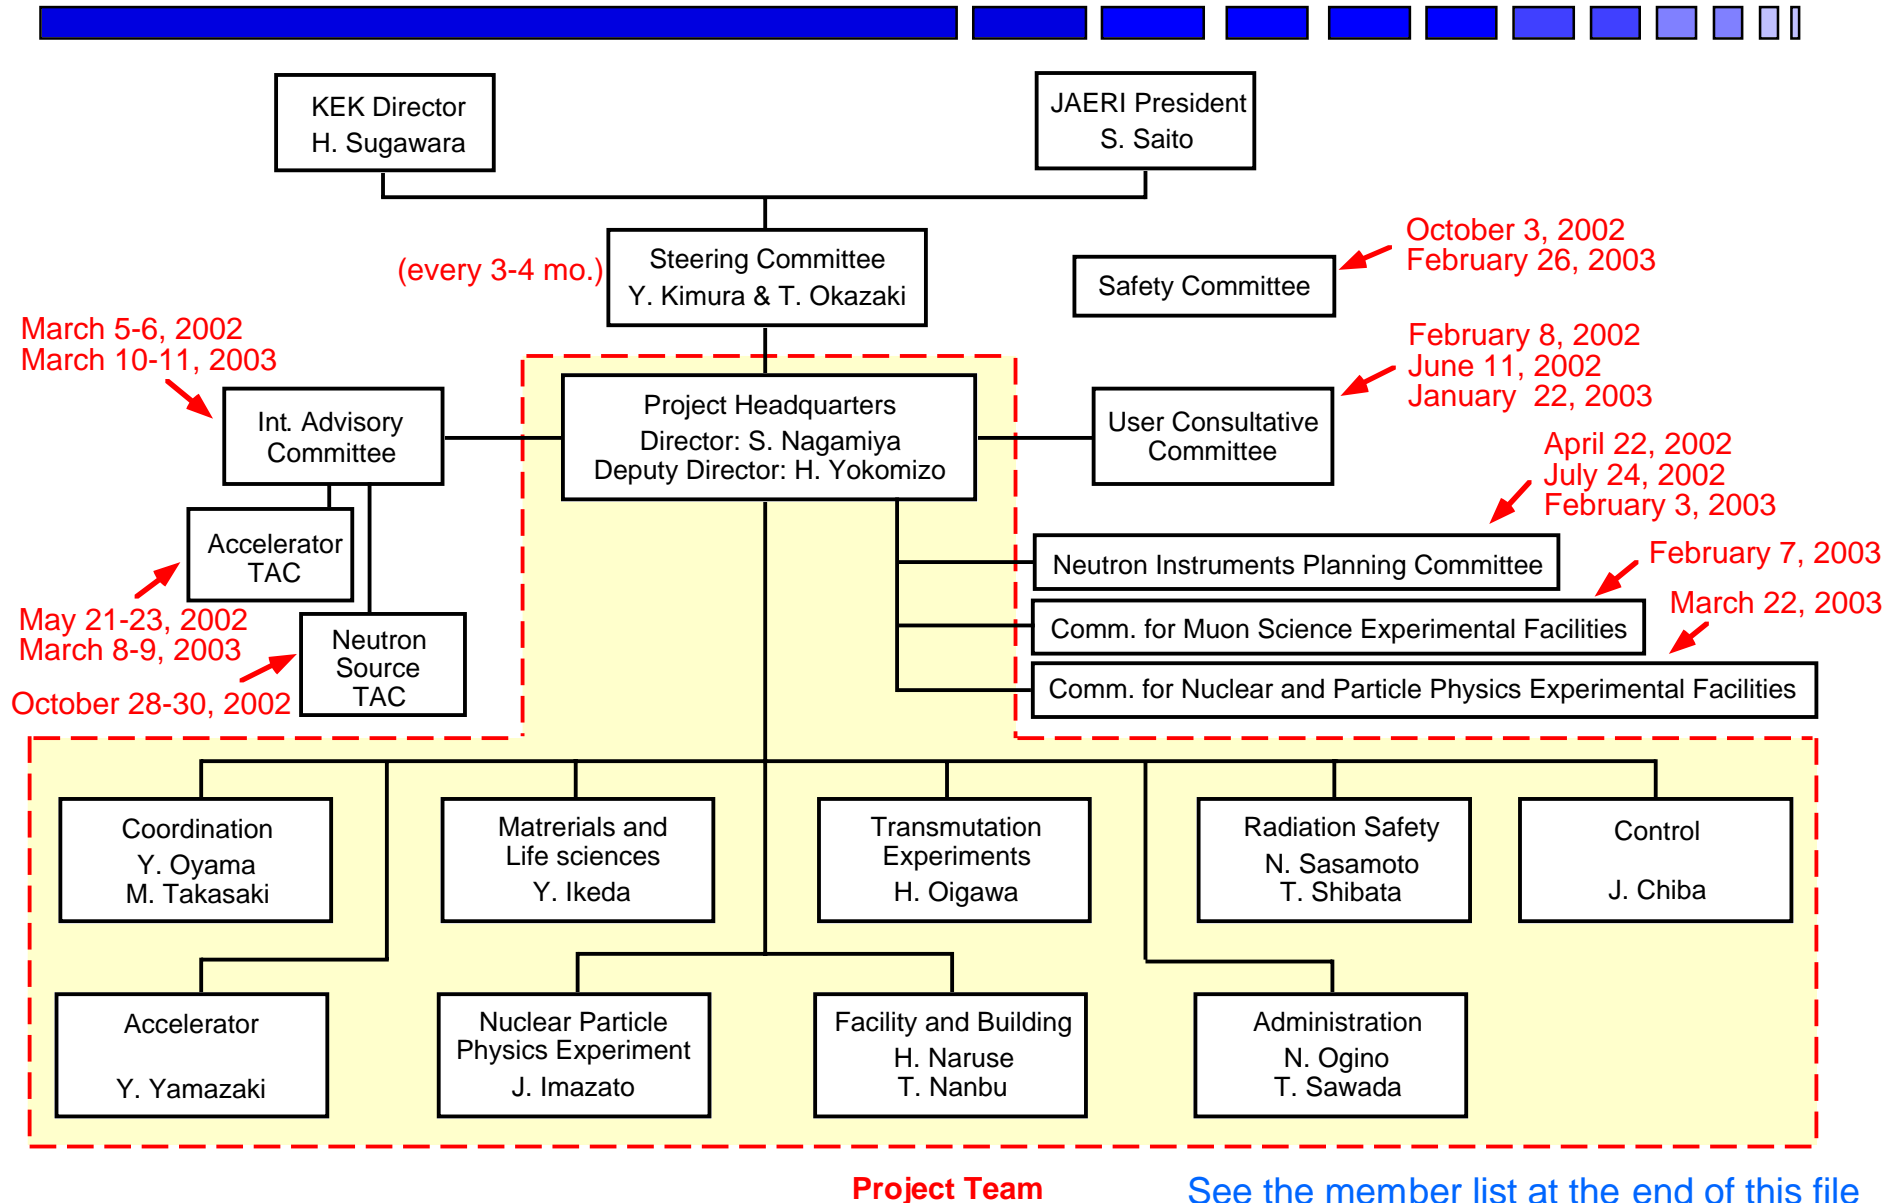 KEK Director
H. Sugawara
JAERI President
S. Saito
(every 3-4 mo.)
Steering Committee
Y. Kimura & T. Okazaki
Safety Committee
October 3, 2002
February 26, 2003
March 5-6, 2002
March 10-11, 2003
Int. Advisory
Committee
Project Headquarters
Director: S. Nagamiya
Deputy Director: H. Yokomizo
User Consultative
Committee
February 8, 2002
June 11, 2002
January  22, 2003
April 22, 2002
July 24, 2002
February 3, 2003
Accelerator
TAC
May 21-23, 2002
March 8-9, 2003
Neutron
Source
TAC
October 28-30, 2002
Neutron Instruments Planning Committee
February 7, 2003
Comm. for Muon Science Experimental Facilities
March 22, 2003
Comm. for Nuclear and Particle Physics Experimental Facilities
Coordination
Y. Oyama
M. Takasaki
Matrerials and
Life sciences
Y. Ikeda
Transmutation
Experiments
H. Oigawa
Radiation Safety
N. Sasamoto
T. Shibata
Control
J. Chiba
Accelerator
Y. Yamazaki
Nuclear Particle
Physics Experiment
J. Imazato
Facility and Building
H. Naruse
T. Nanbu
Administration
N. Ogino
T. Sawada
Project Team
See the member list at the end of this file